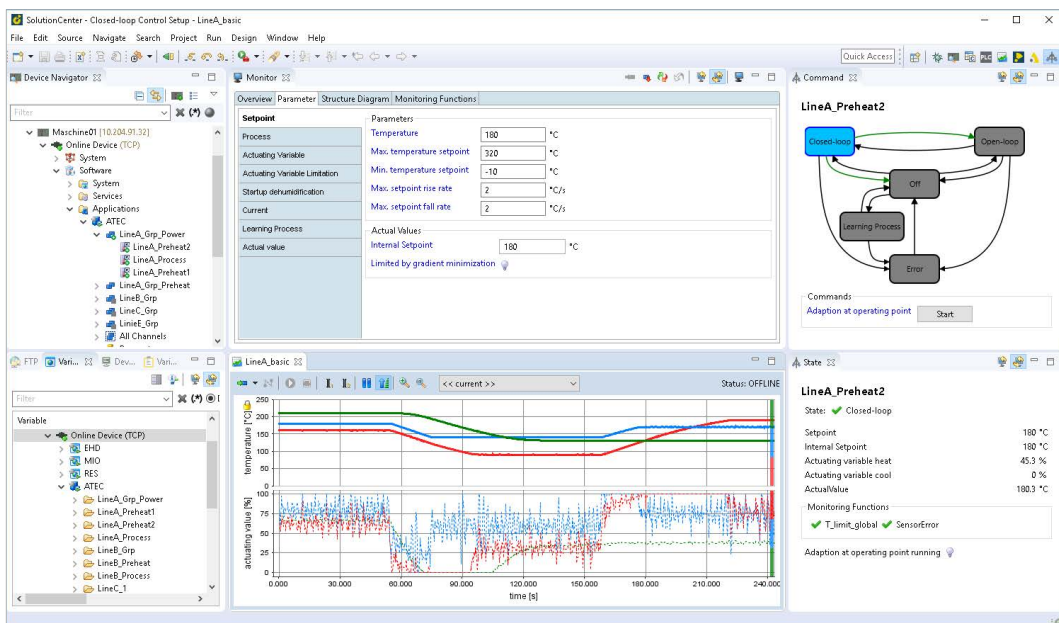 SolutionCenter - Closed-loop Control Setup - LineA_basic
File Edit Source Navigate Search Project Run Design Window Help
Quick Access
Device Navigator
Filter
(*)
Maschine01 [10.204.91.32]
Online Device (TCP)
System
Software
System
Services
Applications
ATEC
LineA_Grp_Power
LineA_Preheat2
LineA_Process
LineA_Preheat1
LineA_Grp_Preheat
LineB_Grp
LineC_Grp
LinieE_Grp
All Channels
Monitor
Overview Parameter Structure Diagram Monitoring Functions
Setpoint
Process
Actuating Variable
Actuating Variable Limitation
Startup dehumidification
Current
Learning Process
Actual value
Parameters
Temperature 180 °C
Max. temperature setpoint 320 °C
Min. temperature setpoint -10 °C
Max. setpoint rise rate 2 °C/s
Max. setpoint fall rate 2 °C/s
Actual Values
Internal Setpoint 180 °C
Limited by gradient minimization
Command
LineA_Preheat2
Closed-loop
Open-loop
Off
Learning Process
Error
Commands
Adaption at operating point Start
FTP Vari... Dev... Vari...
Filter
(*)
Variable
Online Device (TCP)
EHD
MIO
RES
ATEC
LineA_Grp_Power
LineA_Preheat1
LineA_Preheat2
LineA_Process
LineB_Grp
LineB_Preheat
LineB_Process
LineC_1
LineA_basic
<< current >>
Status: OFFLINE
temperature [°C]
250
200
150
100
50
0
actuating value [%]
100
75
50
25
0
0.000 30.000 60.000 90.000 120.000 150.000 180.000 210.000 240.000
time [s]
State
LineA_Preheat2
State: Closed-loop
Setpoint 180 °C
Internal Setpoint 180 °C
Actuating variable heat 45.3 %
Actuating variable cool 0 %
ActualValue 180.3 °C
Monitoring Functions
T_limit_global SensorError
Adaption at operating point running